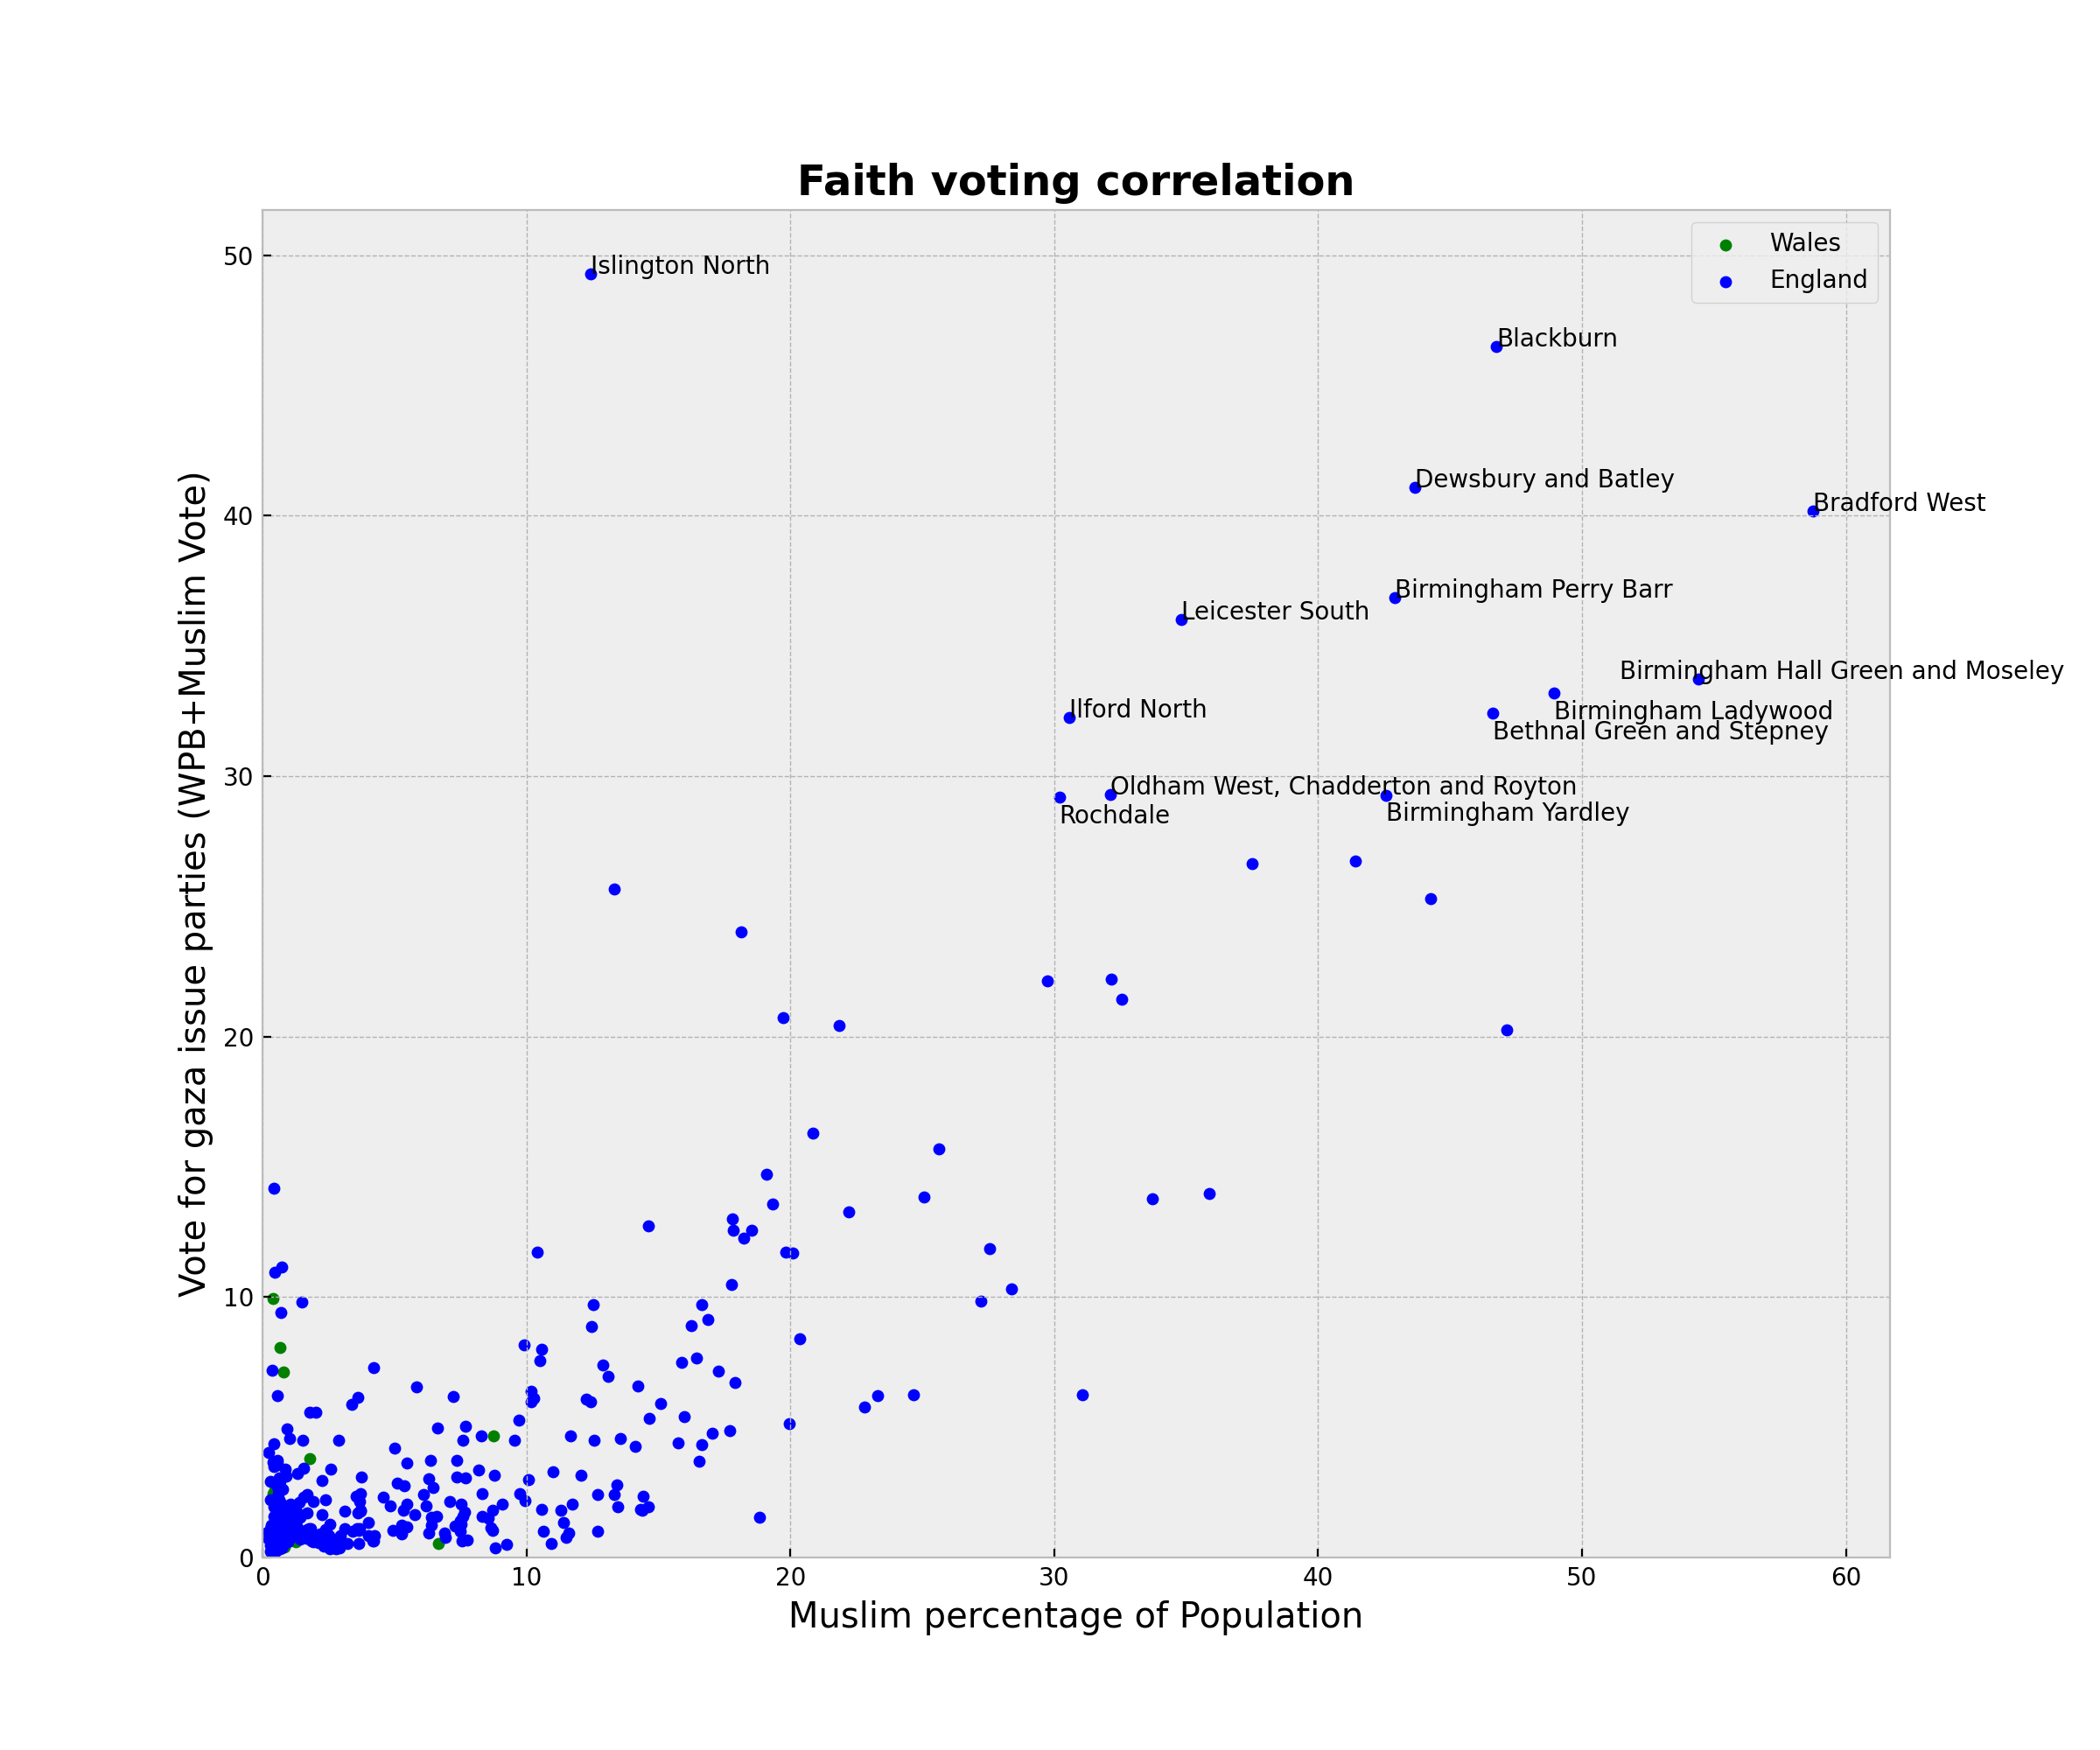 Faith voting correlation
Wales
England
Islington North
Blackburn
Dewsbury and Batley
Bradford West
Birmingham Perry Barr
Leicester South
Birmingham Hall Green and Moseley
Ilford North
Birmingham Ladywood
Bethnal Green and Stepney
Oldham West, Chadderton and Royton
Rochdale
Birmingham Yardley
50
40
30
20
10
0
Vote for gaza issue parties (WPB+Muslim Vote)
0 10 20 30 40 50 60
Muslim percentage of Population